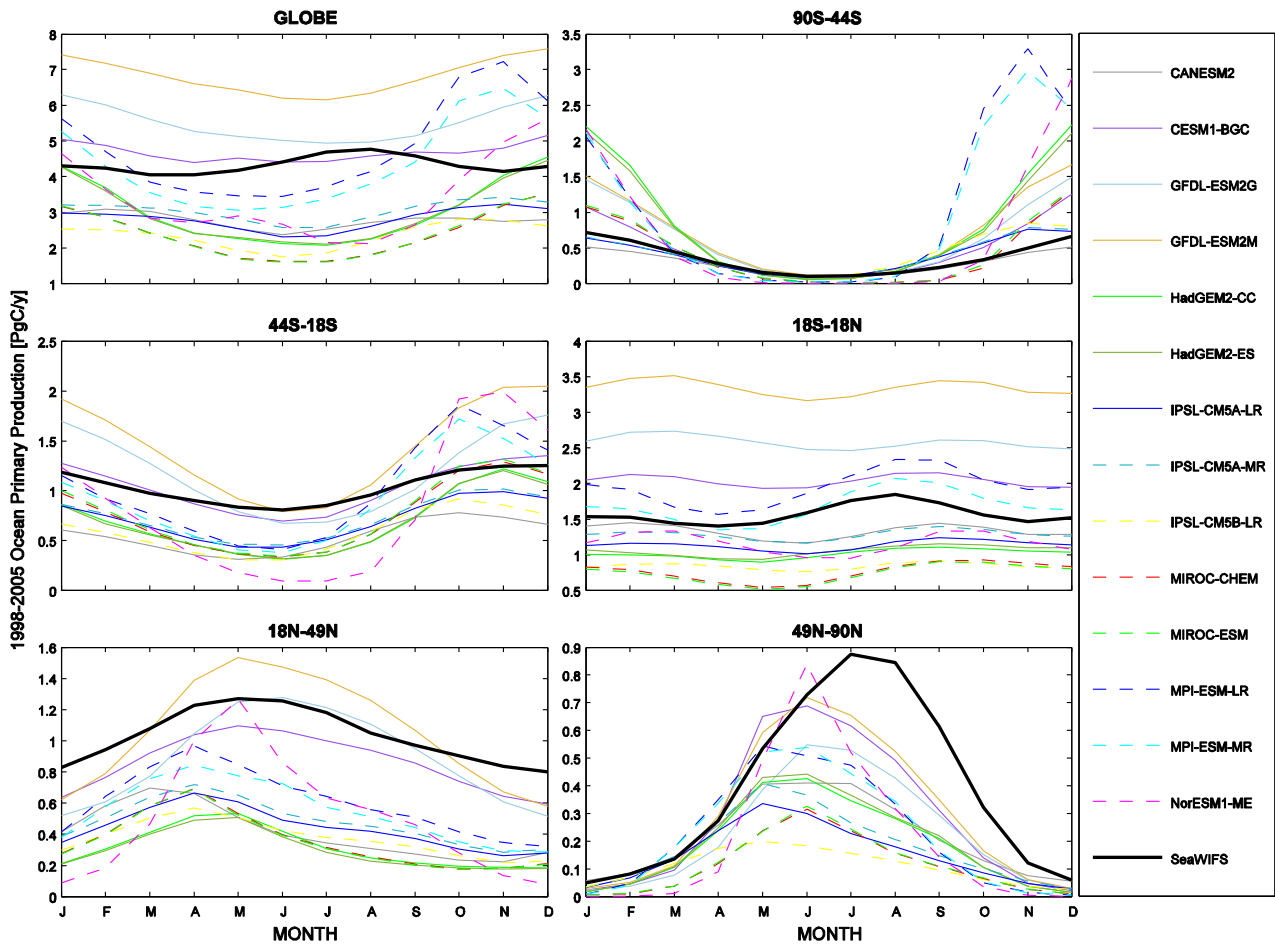 GLOBE
90S-44S
8
7
6
5
4
3
2
1
3.5
3
2.5
2
1.5
1
0.5
0
44S-18S
18S-18N
2.5
2
1.5
1
0.5
0
4
3.5
3
2.5
2
1.5
1
0.5
18N-49N
49N-90N
1.6
1.4
1.2
1
0.8
0.6
0.4
0.2
0
0.9
0.8
0.7
0.6
0.5
0.4
0.3
0.2
0.1
0
J F M A M J J A S O N D
J F M A M J J A S O N D
MONTH
MONTH
1998-2005 Ocean Primary Production [PgC/y]
CANESM2
CESM1-BGC
GFDL-ESM2G
GFDL-ESM2M
HadGEM2-CC
HadGEM2-ES
IPSL-CM5A-LR
IPSL-CM5A-MR
IPSL-CM5B-LR
MIROC-CHEM
MIROC-ESM
MPI-ESM-LR
MPI-ESM-MR
NorESM1-ME
SeaWIFS